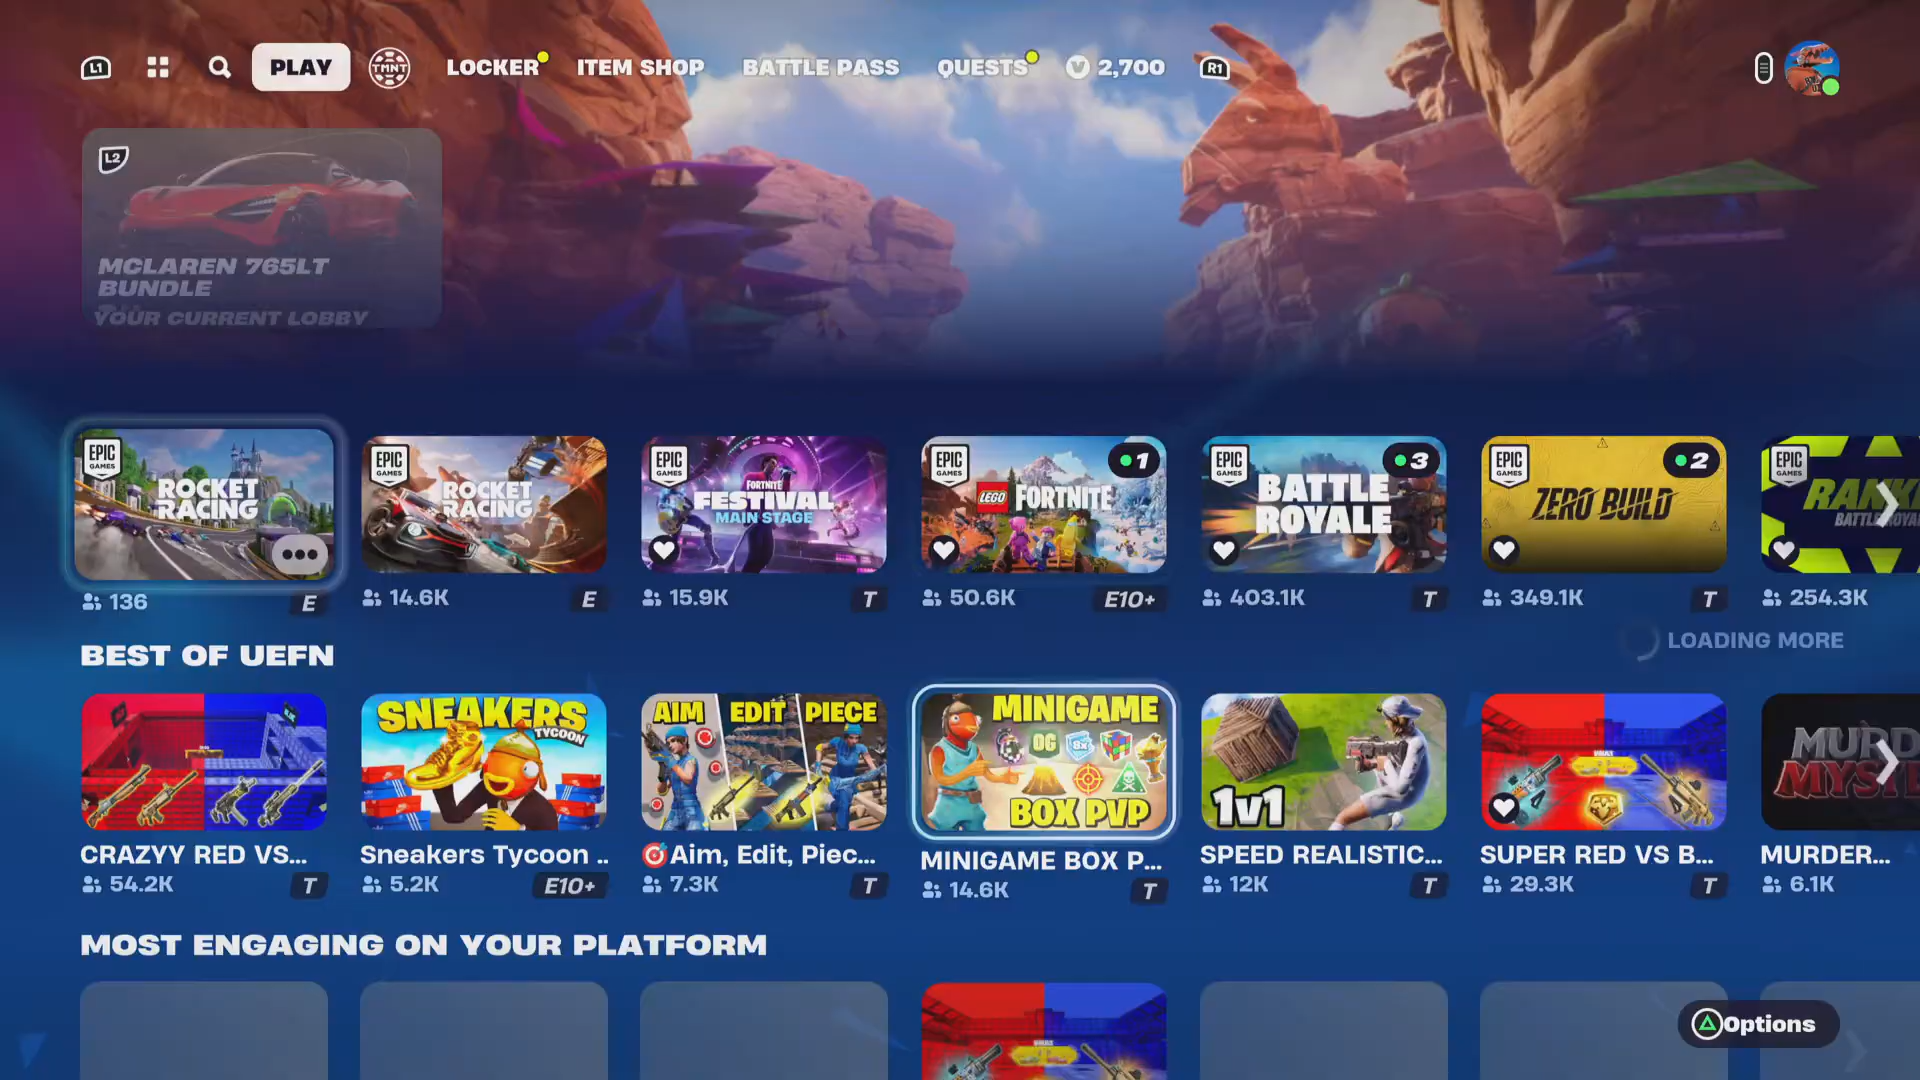 L1
PLAY
TMNT
LOCKER
ITEM SHOP
BATTLE PASS
QUESTS
V 2,700
R1
L2
MCLAREN 765LT
BUNDLE
YOUR CURRENT LOBBY
EPIC
GAMES
ROCKET
RACING
136
E
EPIC
GAMES
ROCKET
RACING
14.6K
E
EPIC
GAMES
FORTNITE
FESTIVAL
MAIN STAGE
15.9K
T
EPIC
GAMES
LEGO FORTNITE
1
50.6K
E10+
EPIC
GAMES
BATTLE
ROYALE
3
403.1K
T
EPIC
GAMES
ZERO BUILD
2
349.1K
T
EPIC
GAMES
254.3K
BEST OF UEFN
LOADING MORE
CRAZYY RED VS...
54.2K
T
SNEAKERS
TYCOON
Sneakers Tycoon ..
5.2K
E10+
AIM EDIT PIECE
Aim, Edit, Piec...
7.3K
T
MINIGAME
OG
8x
BOX PVP
MINIGAME BOX P...
14.6K
T
1v1
SPEED REALISTIC...
12K
T
SUPER RED VS B...
29.3K
T
MURDER...
6.1K
MOST ENGAGING ON YOUR PLATFORM
Options